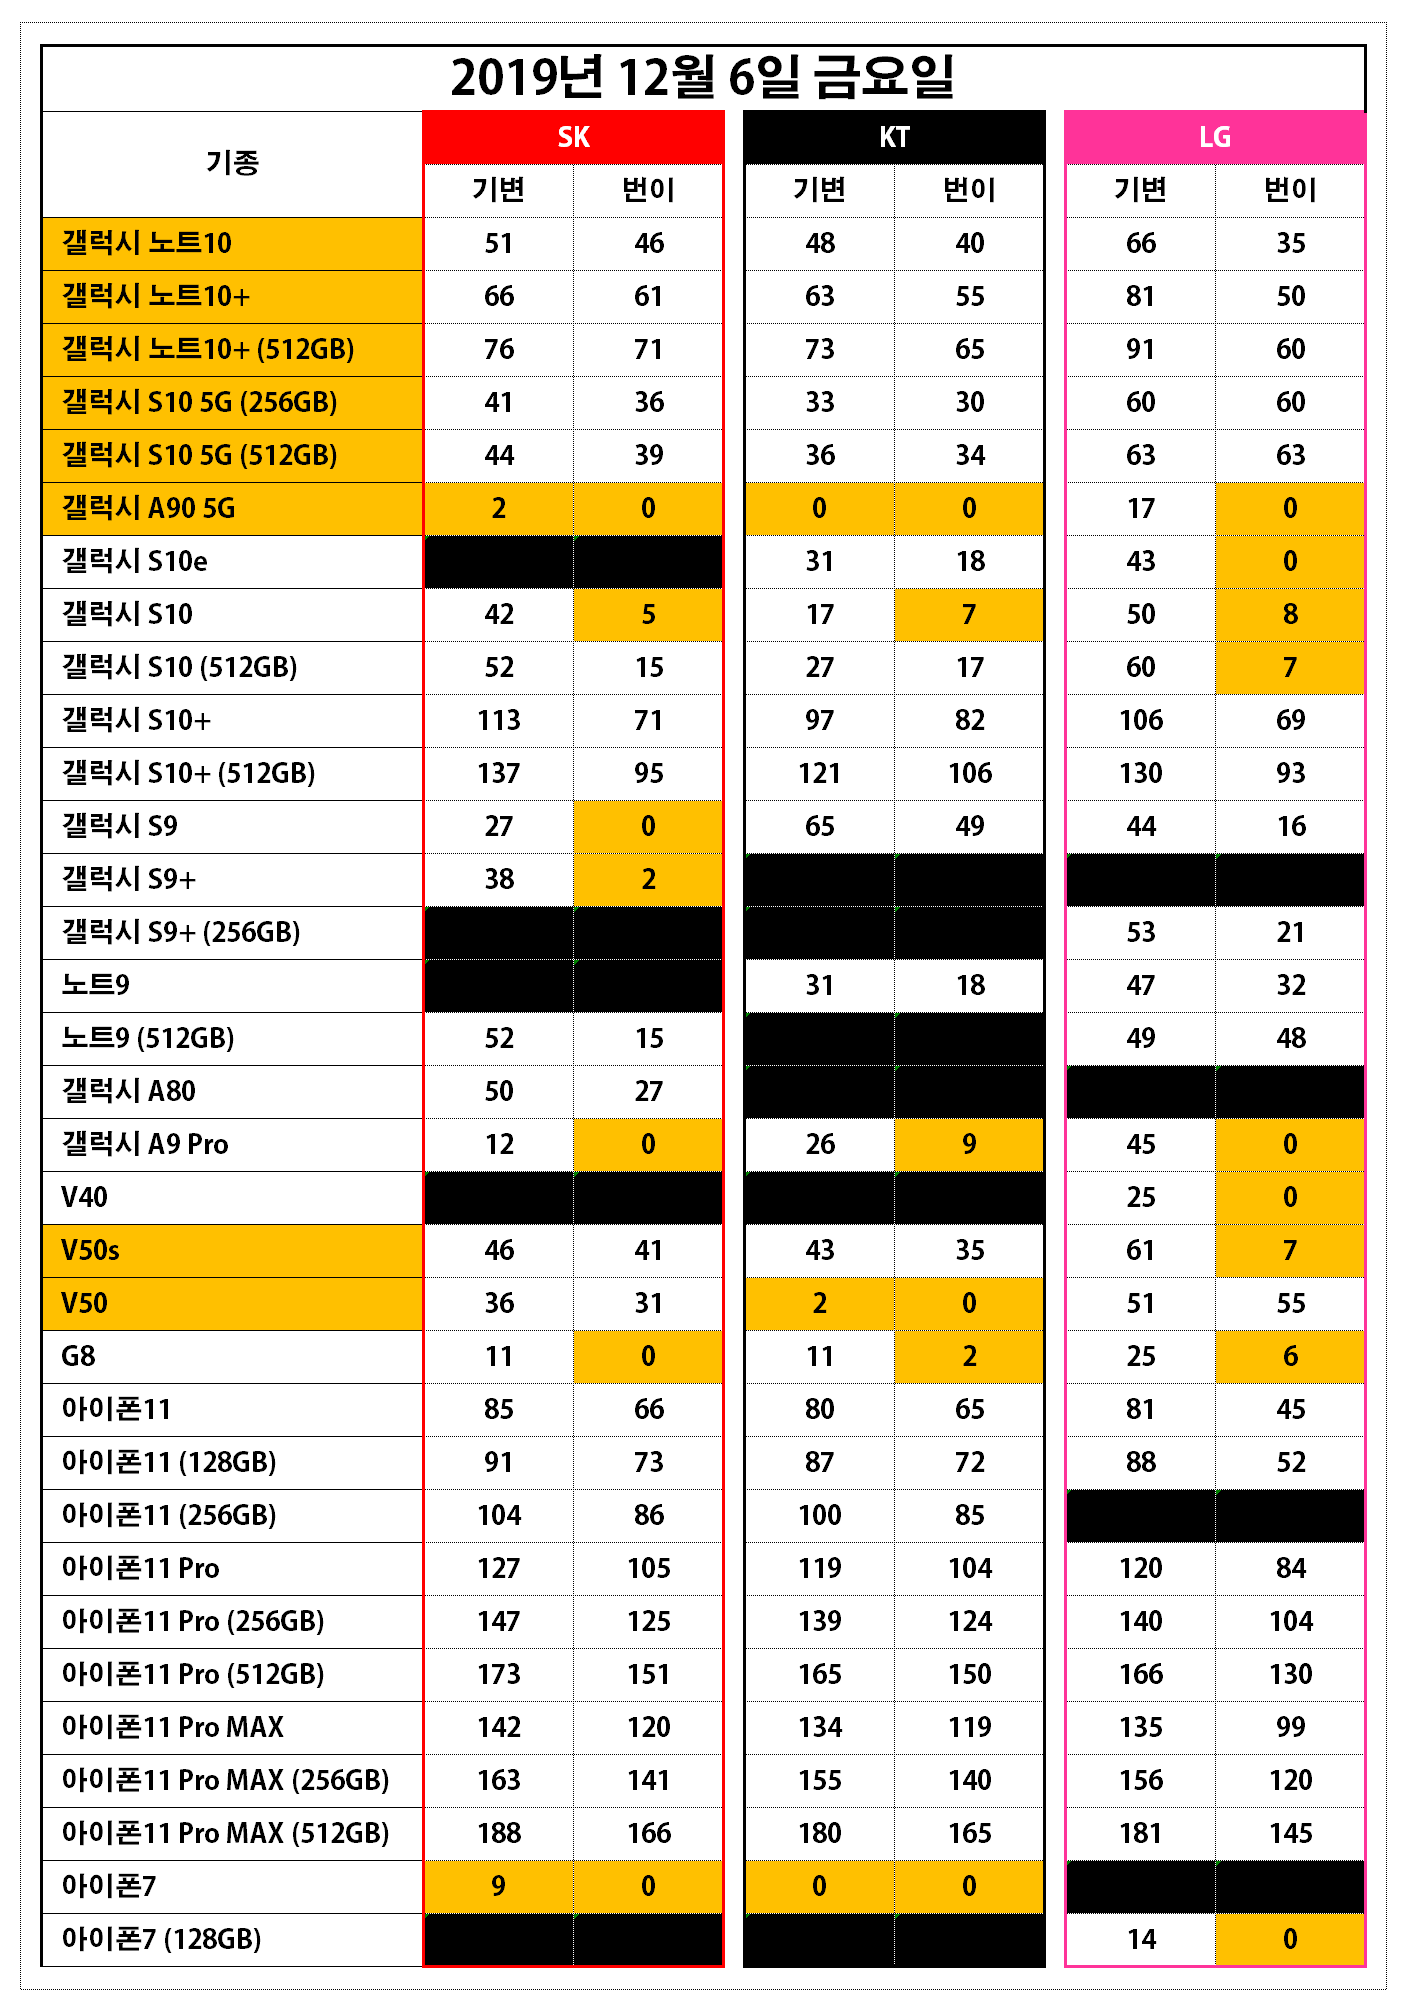 2019년 12월 6일 금요일
기종 SK KT LG
기변 번이 기변 번이 기변 번이
갤럭시 노트10 51 46 48 40 66 35
갤럭시 노트10+ 66 61 63 55 81 50
갤럭시 노트10+ (512GB) 76 71 73 65 91 60
갤럭시 S10 5G (256GB) 41 36 33 30 60 60
갤럭시 S10 5G (512GB) 44 39 36 34 63 63
갤럭시 A90 5G 2 0 0 0 17 0
갤럭시 S10e 31 18 43 0
갤럭시 S10 42 5 17 7 50 8
갤럭시 S10 (512GB) 52 15 27 17 60 7
갤럭시 S10+ 113 71 97 82 106 69
갤럭시 S10+ (512GB) 137 95 121 106 130 93
갤럭시 S9 27 0 65 49 44 16
갤럭시 S9+ 38 2
갤럭시 S9+ (256GB) 53 21
노트9 31 18 47 32
노트9 (512GB) 52 15 49 48
갤럭시 A80 50 27
갤럭시 A9 Pro 12 0 26 9 45 0
V40 25 0
V50s 46 41 43 35 61 7
V50 36 31 2 0 51 55
G8 11 0 11 2 25 6
아이폰11 85 66 80 65 81 45
아이폰11 (128GB) 91 73 87 72 88 52
아이폰11 (256GB) 104 86 100 85
아이폰11 Pro 127 105 119 104 120 84
아이폰11 Pro (256GB) 147 125 139 124 140 104
아이폰11 Pro (512GB) 173 151 165 150 166 130
아이폰11 Pro MAX 142 120 134 119 135 99
아이폰11 Pro MAX (256GB) 163 141 155 140 156 120
아이폰11 Pro MAX (512GB) 188 166 180 165 181 145
아이폰7 9 0 0 0
아이폰7 (128GB) 14 0